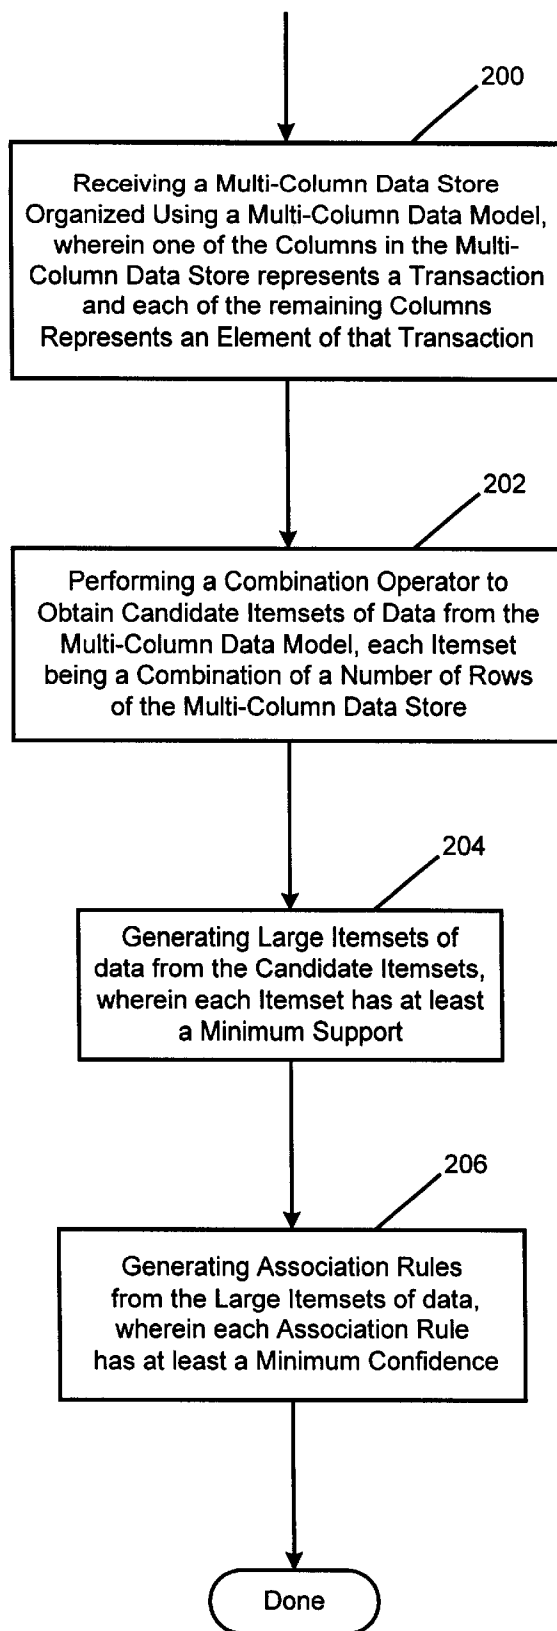 200
Receiving a Multi-Column Data Store
Organized Using a Multi-Column Data Model,
wherein one of the Columns in the Multi-
Column Data Store represents a Transaction
and each of the remaining Columns
Represents an Element of that Transaction
202
Performing a Combination Operator to
Obtain Candidate Itemsets of Data from the
Multi-Column Data Model, each Itemset
being a Combination of a Number of Rows
of the Multi-Column Data Store
204
Generating Large Itemsets of
data from the Candidate Itemsets,
wherein each Itemset has at least
a Minimum Support
206
Generating Association Rules
from the Large Itemsets of data,
wherein each Association Rule
has at least a Minimum Confidence
Done